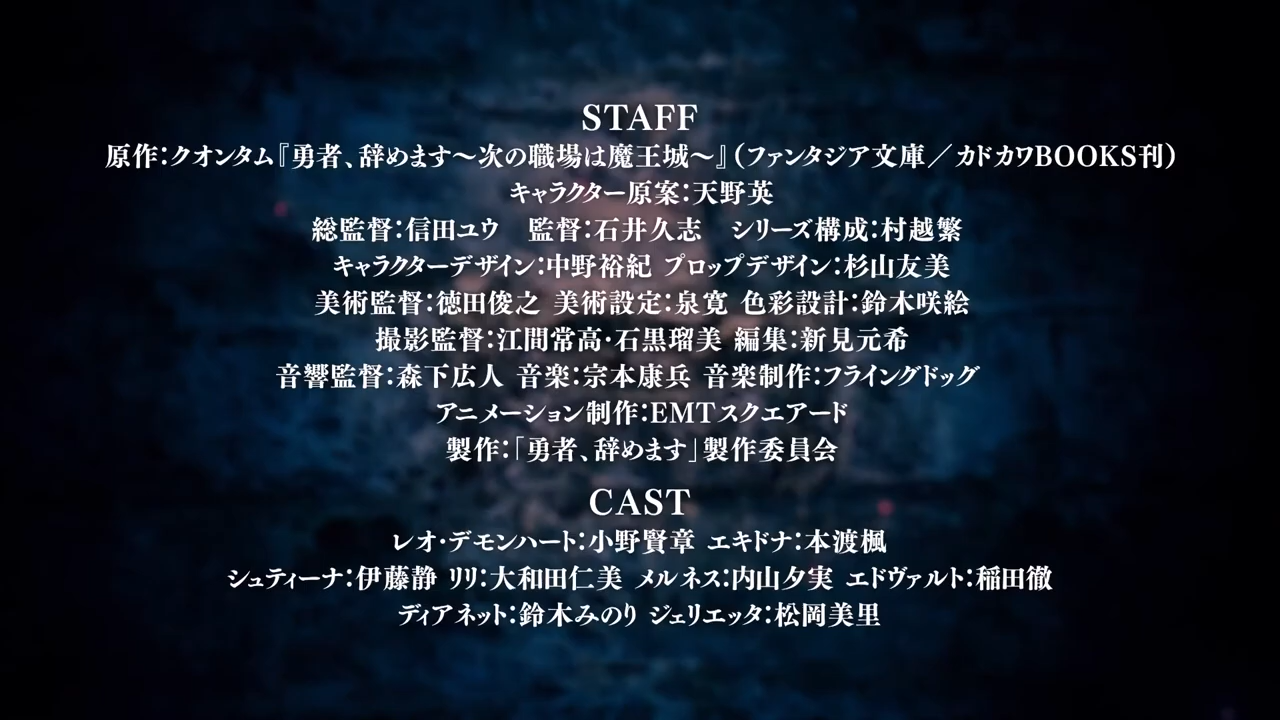 STAFF
原作：クオンタム『勇者、辞めます～次の職場は魔王城～』（ファンタジア文庫／カドカワBOOKS刊）
キャラクター原案：天野英
総監督：信田ユウ　監督：石井久志　シリーズ構成：村越繁
キャラクターデザイン：中野裕紀 プロップデザイン：杉山友美
美術監督：徳田俊之 美術設定：泉寛 色彩設計：鈴木咲絵
撮影監督：江間常高・石黒瑠美 編集：新見元希
音響監督：森下広人 音楽：宗本康兵 音楽制作：フライングドッグ
アニメーション制作：EMTスクエアード
製作：「勇者、辞めます」製作委員会
CAST
レオ・デモンハート：小野賢章 エキドナ：本渡楓
シュティーナ：伊藤静 リリ：大和田仁美 メルネス：内山夕実 エドヴァルト：稲田徹
ディアネット：鈴木みのり ジェリエッタ：松岡美里